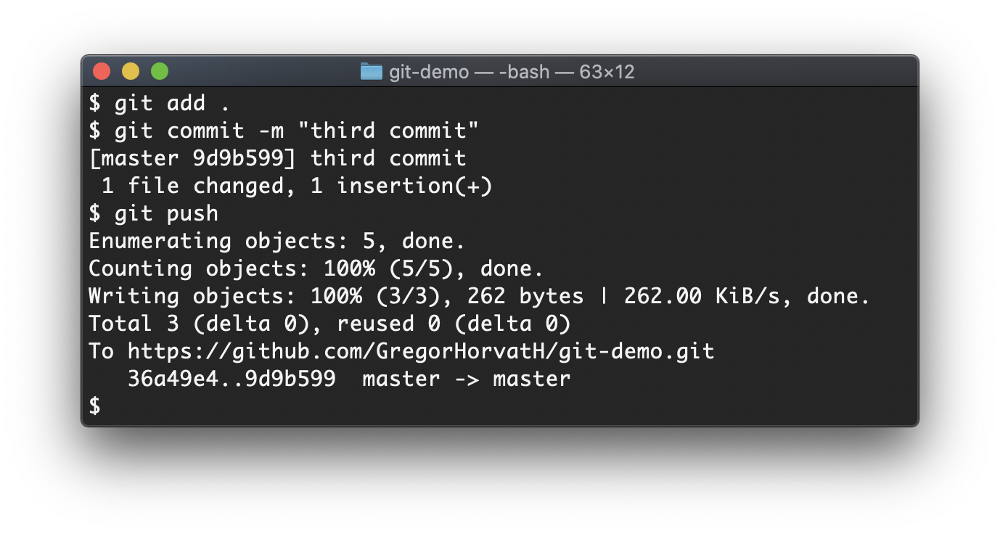 git-demo — -bash — 63×12
$ git add .
$ git commit -m "third commit"
[master 9d9b599] third commit
 1 file changed, 1 insertion(+)
$ git push
Enumerating objects: 5, done.
Counting objects: 100% (5/5), done.
Writing objects: 100% (3/3), 262 bytes | 262.00 KiB/s, done.
Total 3 (delta 0), reused 0 (delta 0)
To https://github.com/GregorHorvatH/git-demo.git
   36a49e4..9d9b599  master -> master
$